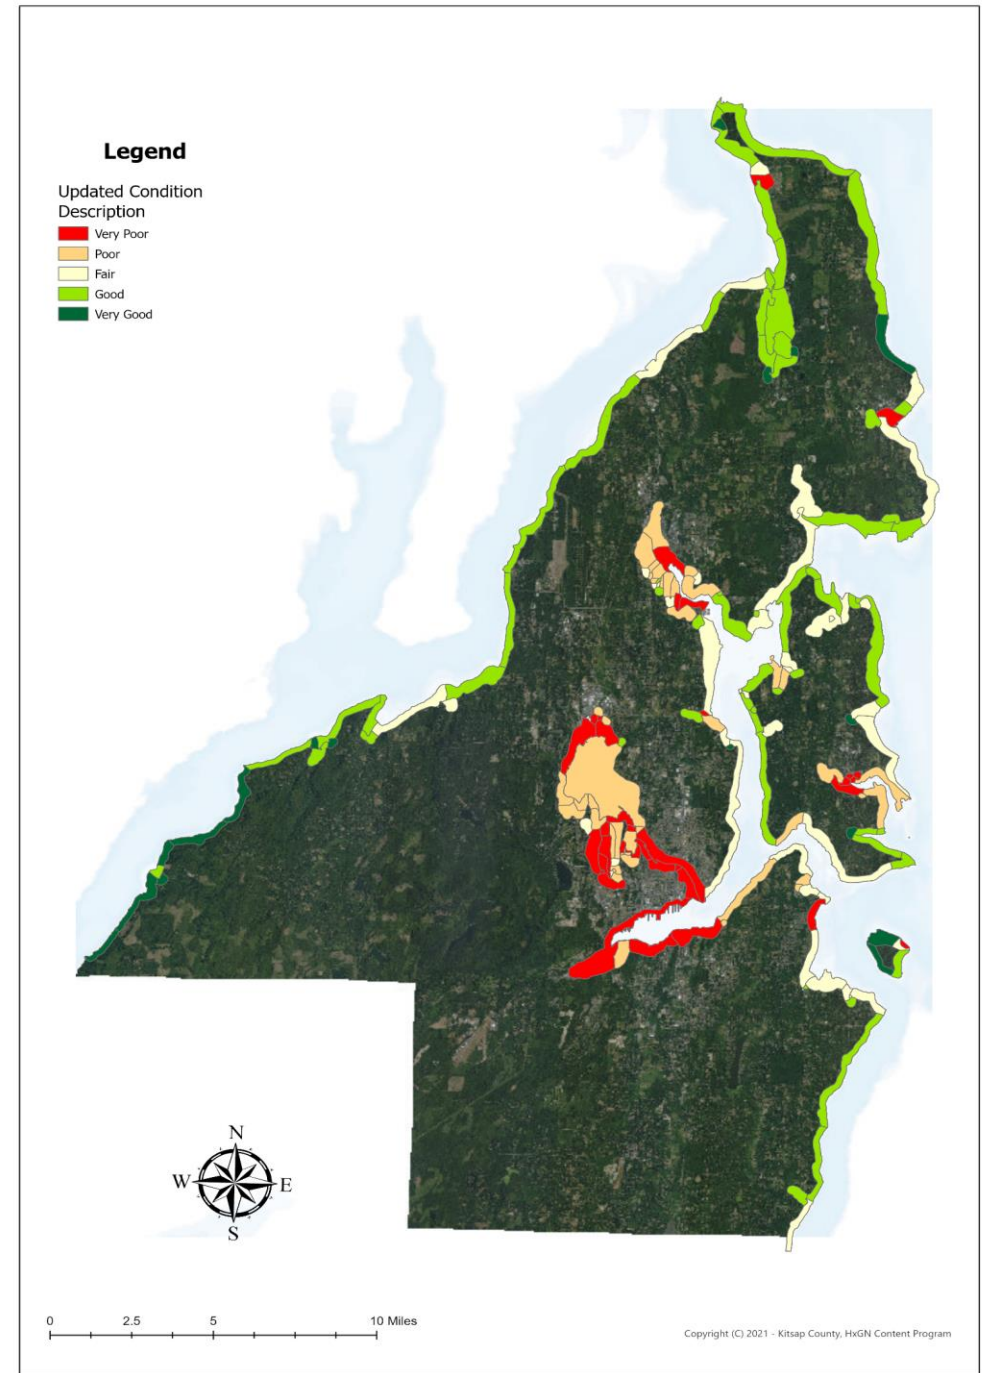 Legend
Updated Condition
Description
Very Poor
Poor
Fair
Good
Very Good
N
W E
S
0 2.5 5 10 Miles
Copyright (C) 2021 - Kitsap County, HxGN Content Program